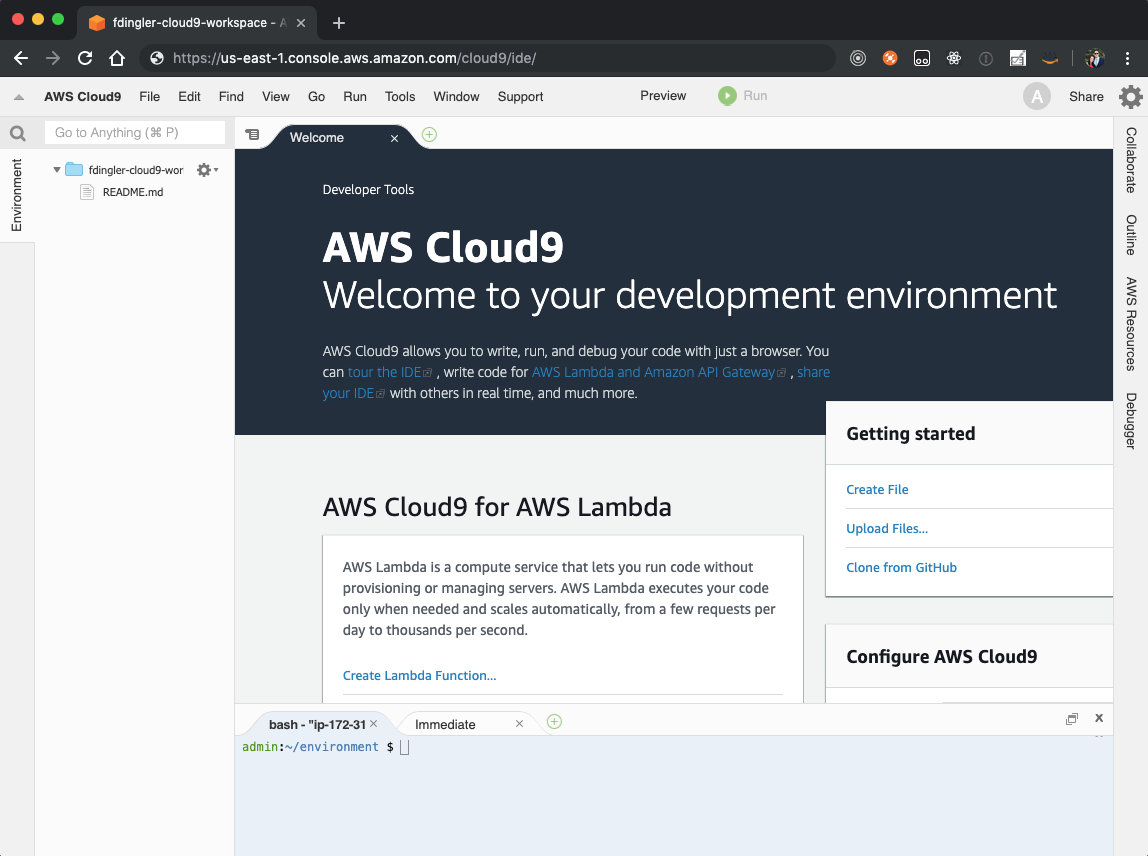 fdingler-cloud9-workspace - A
https://us-east-1.console.aws.amazon.com/cloud9/ide/
AWS Cloud9 File Edit Find View Go Run Tools Window Support Preview Run A Share
Go to Anything (⌘ P)
Welcome
Environment
fdingler-cloud9-wor
README.md
Developer Tools
AWS Cloud9
Welcome to your development environment
AWS Cloud9 allows you to write, run, and debug your code with just a browser. You
can tour the IDE , write code for AWS Lambda and Amazon API Gateway , share
your IDE with others in real time, and much more.
Getting started
Create File
Upload Files...
Clone from GitHub
AWS Cloud9 for AWS Lambda
AWS Lambda is a compute service that lets you run code without
provisioning or managing servers. AWS Lambda executes your code
only when needed and scales automatically, from a few requests per
day to thousands per second.
Create Lambda Function...
Configure AWS Cloud9
Collaborate
Outline
AWS Resources
Debugger
bash - "ip-172-31 Immediate
admin:~/environment $